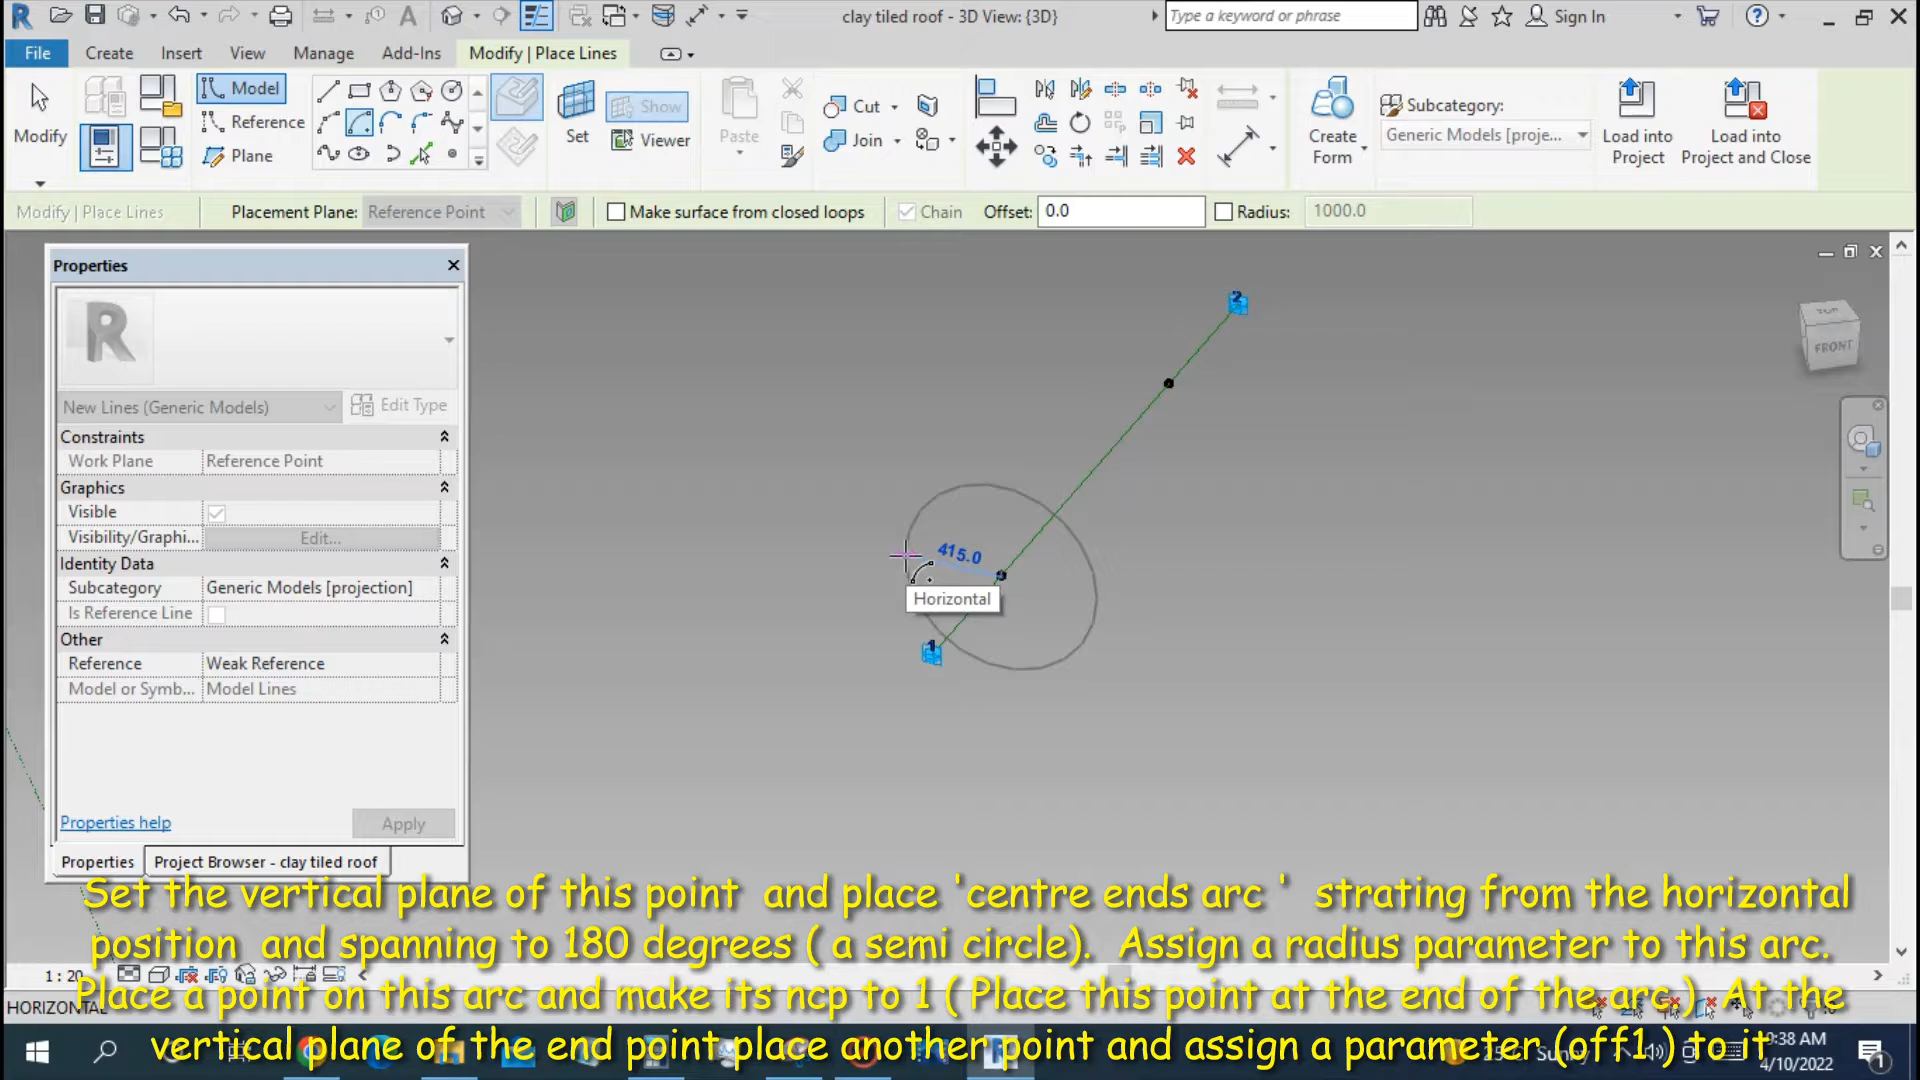 clay tiled roof - 3D View: {3D}
Type a keyword or phrase
Sign In
File
Create
Insert
View
Manage
Add-Ins
Modify | Place Lines
Modify
Model
Reference
Plane
Set
Show
Viewer
Paste
Cut
Join
Create Form
Subcategory:
Generic Models [proje...
Load into Project
Load into Project and Close
Modify | Place Lines
Placement Plane:
Reference Point
Make surface from closed loops
Chain
Offset:
0.0
Radius:
1000.0
Properties
R
New Lines (Generic Models)
Edit Type
Constraints
Work Plane Reference Point
Graphics
Visible
Visibility/Graphi... Edit...
Identity Data
Subcategory Generic Models [projection]
Is Reference Line
Other
Reference Weak Reference
Model or Symb... Model Lines
Properties help
Apply
Properties
Project Browser - clay tiled roof
2
415.0
Horizontal
1
TOP
FRONT
Set the vertical plane of this point and place 'centre ends arc ' strating from the horizontal
position and spanning to 180 degrees ( a semi circle). Assign a radius parameter to this arc.
1 : 20
Place a point on this arc and make its ncp to 1 ( Place this point at the end of the arc.) At the
HORIZONTAL
vertical plane of the end point place another point and assign a parameter (off1 ) to it
Sunny
9:38 AM
4/10/2022
1